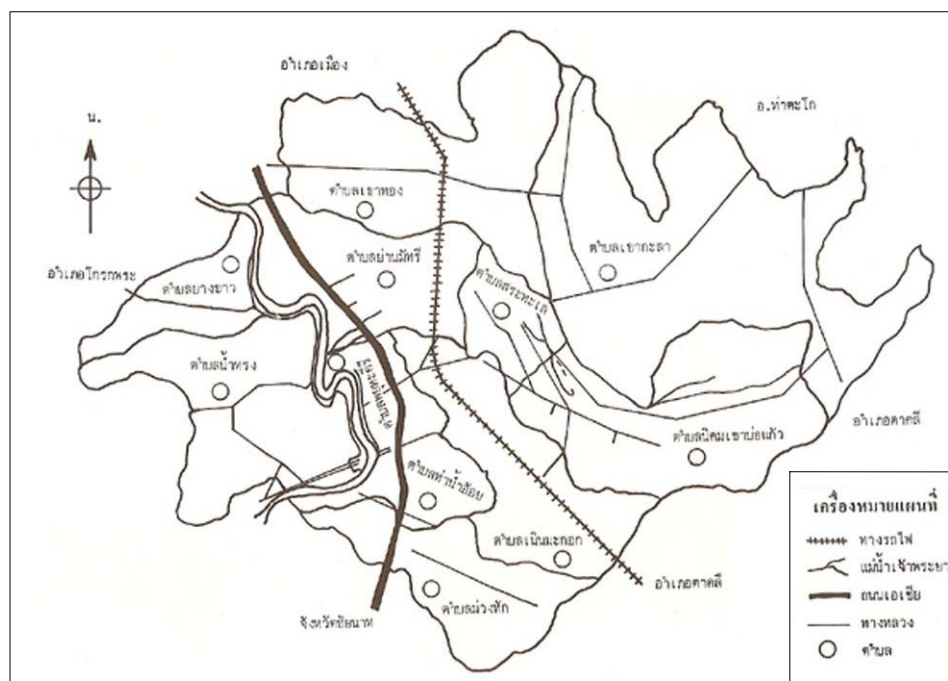 อำเภอเมือง
อ.ท่าตะโก
น.
ตำบลเขาทอง
ตำบลย่านมัทรี
ตำบลเขากะลา
อำเภอโกรกพระ
ตำบลยางขาว
ตำบลสระทะเล
ตำบลน้ำทรง
อำเภอตาคลี
ตำบลนิคมเขาบ่อแก้ว
ตำบลท่าน้ำอ้อย
ตำบลเนินมะกอก
อำเภอตาคลี
ตำบลม่วงหัก
จังหวัดชัยนาท
เครื่องหมายแผนที่
ทางรถไฟ
แม่น้ำเจ้าพระยา
ถนนเอเซีย
ทางหลวง
ตำบล